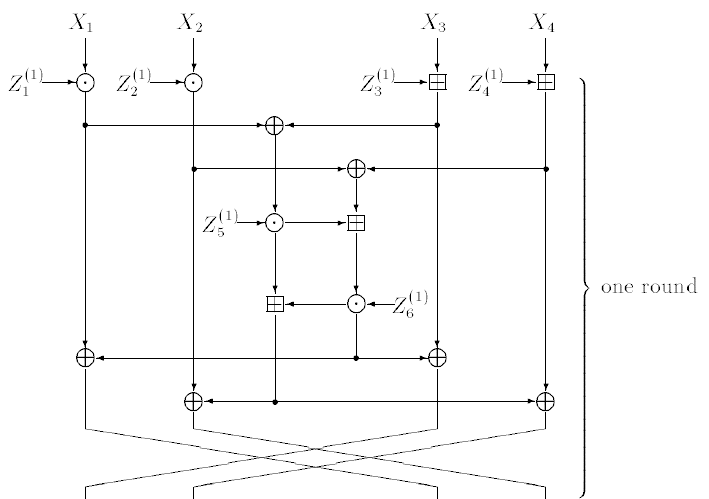 X₁ X₂ X₃ X₄
Z₁⁽¹⁾ Z₂⁽¹⁾ Z₃⁽¹⁾ Z₄⁽¹⁾
Z₅⁽¹⁾
one round
Z₆⁽¹⁾